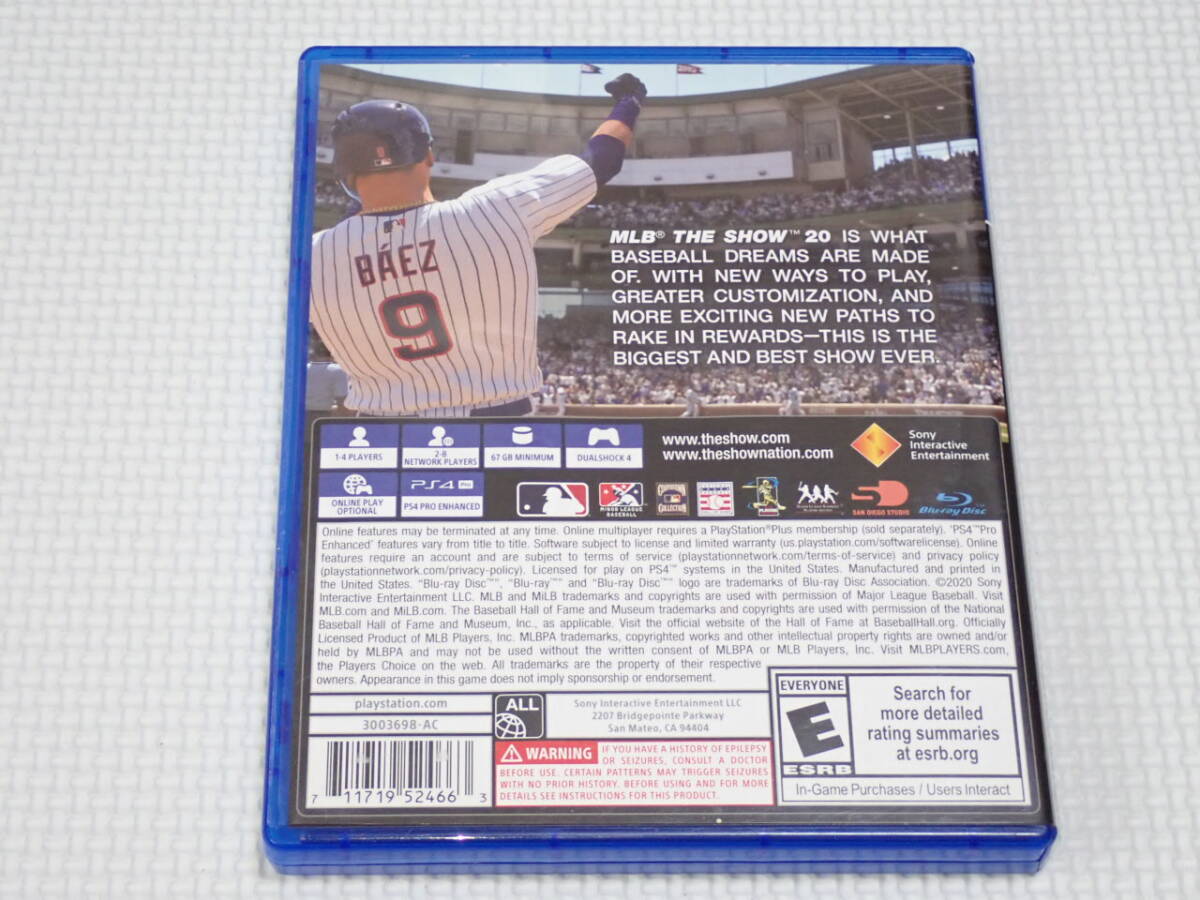 BÁEZ
9
MLB® THE SHOW™ 20 IS WHAT
BASEBALL DREAMS ARE MADE
OF. WITH NEW WAYS TO PLAY,
GREATER CUSTOMIZATION, AND
MORE EXCITING NEW PATHS TO
RAKE IN REWARDS—THIS IS THE
BIGGEST AND BEST SHOW EVER.
1-4 PLAYERS
2-8
NETWORK PLAYERS
67 GB MINIMUM
DUALSHOCK 4
www.theshow.com
www.theshownation.com
Sony
Interactive
Entertainment
ONLINE PLAY
OPTIONAL
PS4 Pro
PS4 PRO ENHANCED
MINOR LEAGUE
BASEBALL
SAN DIEGO STUDIO
Blu-ray Disc
Online features may be terminated at any time. Online multiplayer requires a PlayStation®Plus membership (sold separately). 'PS4™Pro
Enhanced' features vary from title to title. Software subject to license and limited warranty (us.playstation.com/softwarelicense). Online
features require an account and are subject to terms of service (playstationnetwork.com/terms-of-service) and privacy policy
(playstationnetwork.com/privacy-policy). Licensed for play on PS4™ systems in the United States. Manufactured and printed in
the United States. "Blu-ray Disc™", "Blu-ray™" and "Blu-ray Disc™" logo are trademarks of Blu-ray Disc Association. ©2020 Sony
Interactive Entertainment LLC. MLB and MiLB trademarks and copyrights are used with permission of Major League Baseball. Visit
MLB.com and MiLB.com. The Baseball Hall of Fame and Museum trademarks and copyrights are used with permission of the National
Baseball Hall of Fame and Museum, Inc., as applicable. Visit the official website of the Hall of Fame at BaseballHall.org. Officially
Licensed Product of MLB Players, Inc. MLBPA trademarks, copyrighted works and other intellectual property rights are owned and/or
held by MLBPA and may not be used without the written consent of MLBPA or MLB Players, Inc. Visit MLBPLAYERS.com,
the Players Choice on the web. All trademarks are the property of their respective
owners. Appearance in this game does not imply sponsorship or endorsement.
playstation.com
3003698-AC
ALL
Sony Interactive Entertainment LLC
2207 Bridgepointe Parkway
San Mateo, CA 94404
WARNING IF YOU HAVE A HISTORY OF EPILEPSY
OR SEIZURES, CONSULT A DOCTOR
BEFORE USE. CERTAIN PATTERNS MAY TRIGGER SEIZURES
WITH NO PRIOR HISTORY. BEFORE USING AND FOR MORE
DETAILS SEE INSTRUCTIONS FOR THIS PRODUCT.
7 11719 52466 3
EVERYONE
E
ESRB
Search for
more detailed
rating summaries
at esrb.org
In-Game Purchases / Users Interact